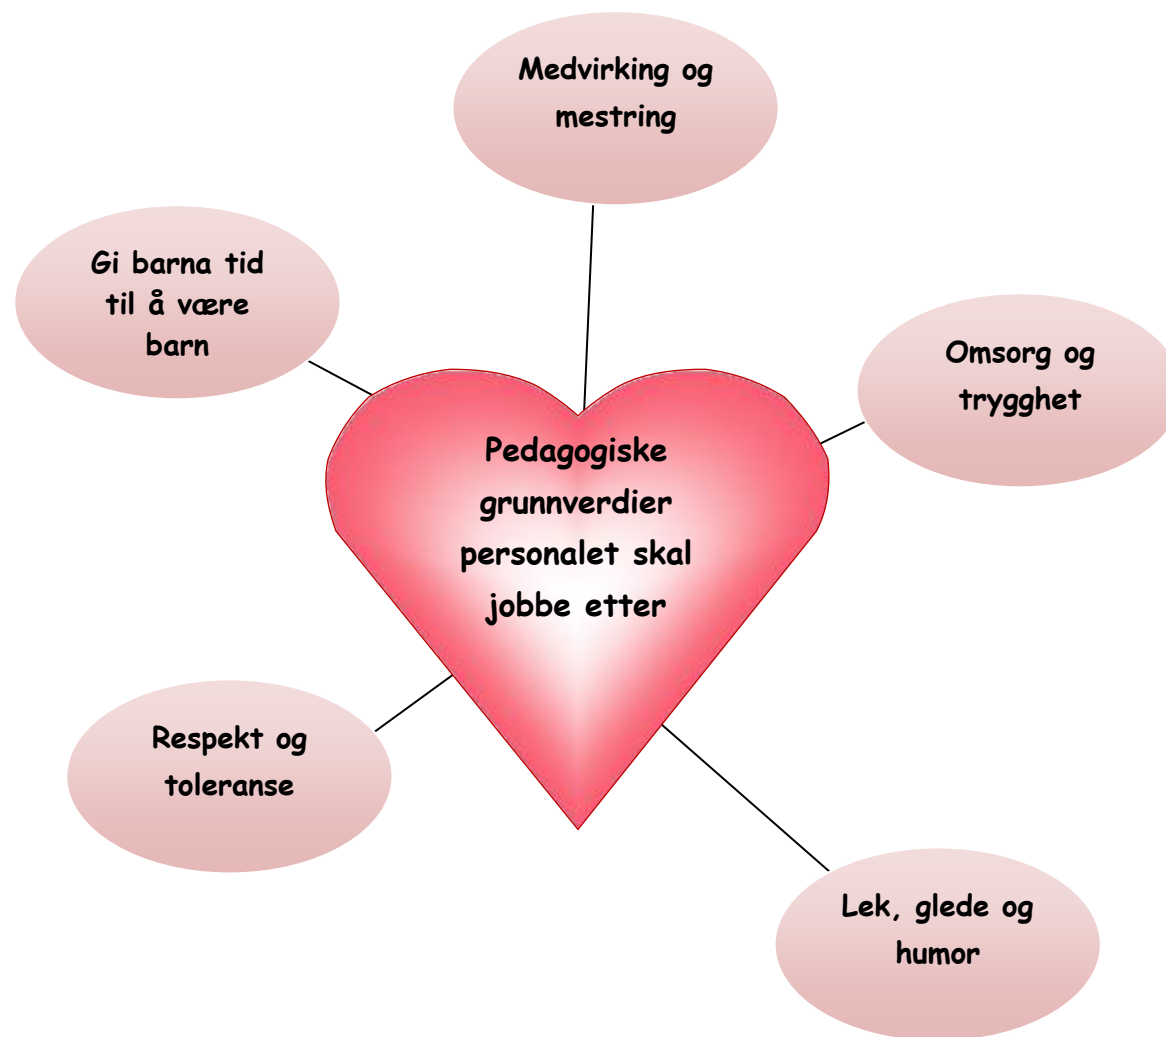 Medvirking og
mestring
Gi barna tid
til å være
barn
Omsorg og
trygghet
Pedagogiske
grunnverdier
personalet skal
jobbe etter
Respekt og
toleranse
Lek, glede og
humor